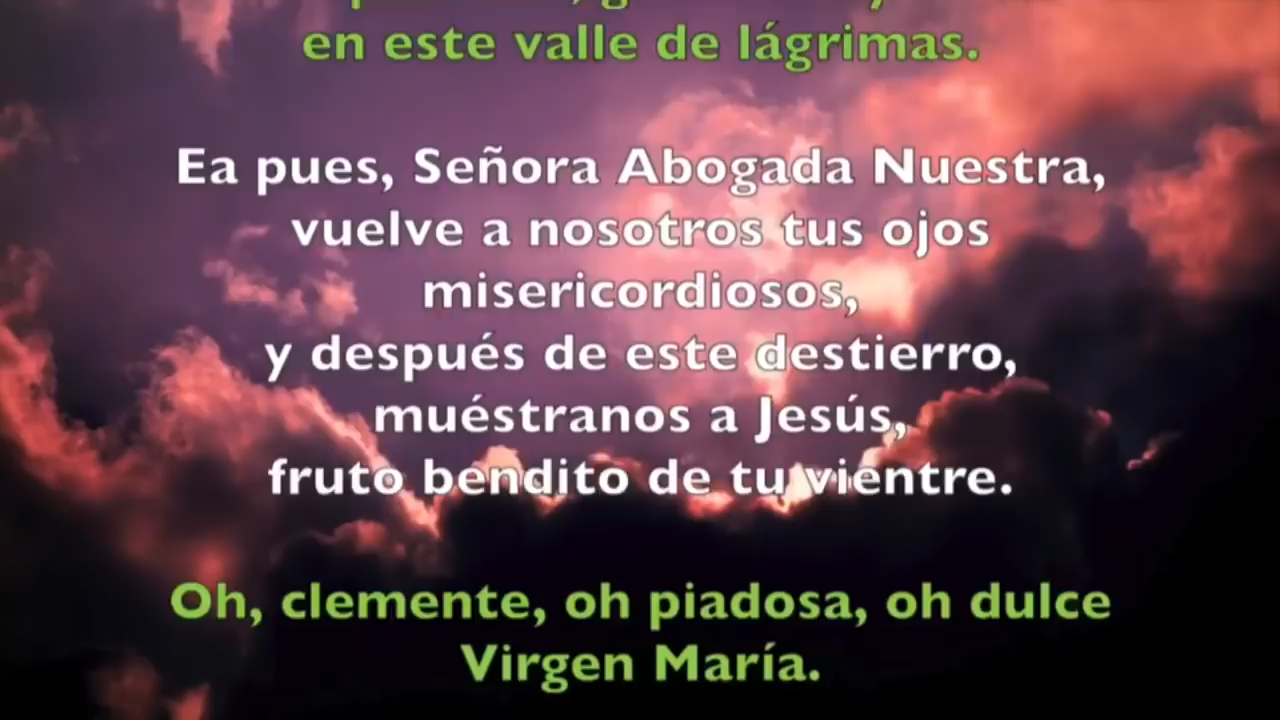 en este valle de lágrimas.
Ea pues, Señora Abogada Nuestra,
vuelve a nosotros tus ojos
misericordiosos,
y después de este destierro,
muéstranos a Jesús,
fruto bendito de tu vientre.
Oh, clemente, oh piadosa, oh dulce
Virgen María.